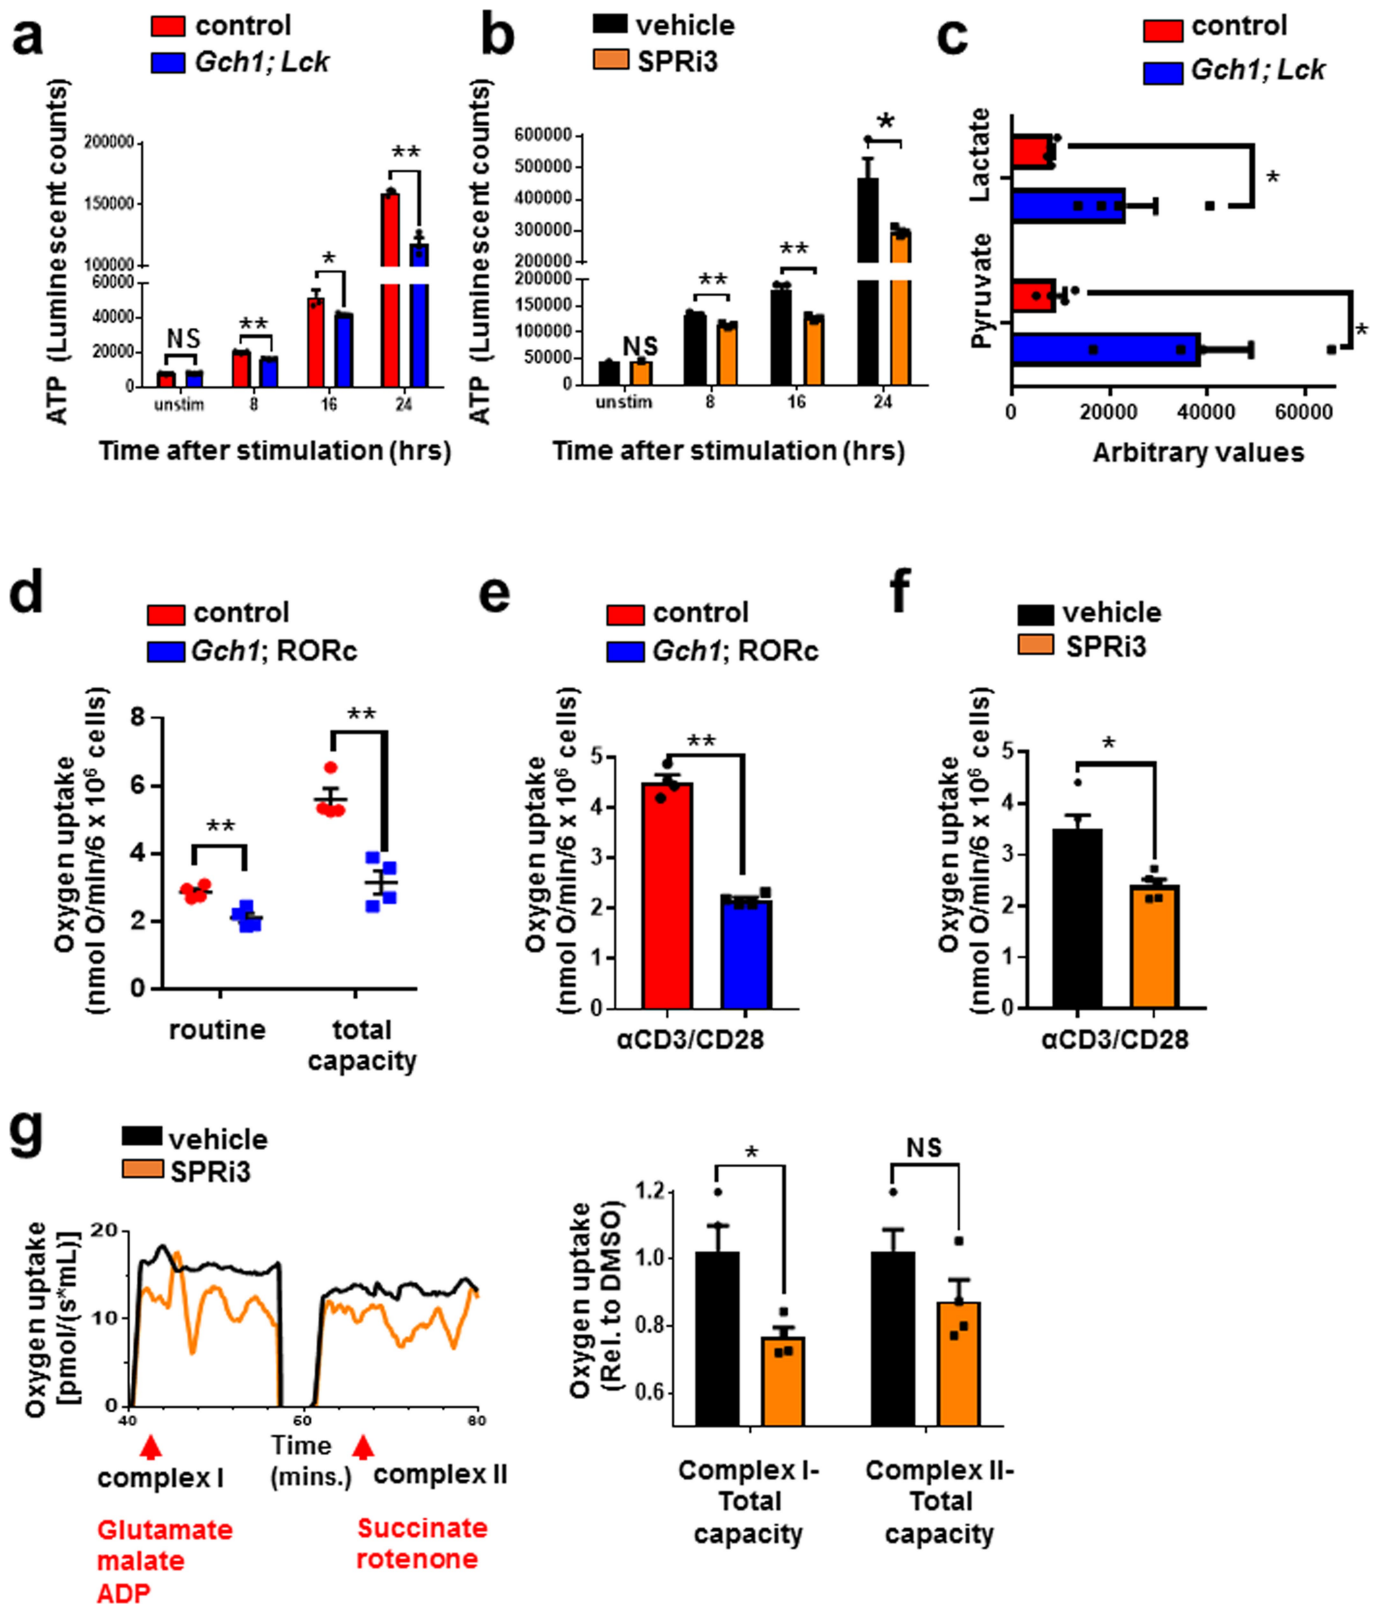 a
control
Gch1; Lck
ATP (Luminescent counts)
200000
150000
100000
60000
40000
20000
0
NS
**
*
**
unstim
8
16
24
Time after stimulation (hrs)
b
vehicle
SPRi3
ATP (Luminescent counts)
600000
500000
400000
300000
200000
200000
150000
100000
50000
0
NS
**
**
*
unstim
8
16
24
Time after stimulation (hrs)
c
control
Gch1; Lck
Lactate
Pyruvate
*
*
0
20000
40000
60000
Arbitrary values
d
control
Gch1; RORc
Oxygen uptake
(nmol O/min/6 x 10⁶ cells)
8
6
4
2
0
**
**
routine
total
capacity
e
control
Gch1; RORc
Oxygen uptake
(nmol O/min/6 x 10⁶ cells)
5
4
3
2
1
0
**
αCD3/CD28
f
vehicle
SPRi3
Oxygen uptake
(nmol O/min/6 x 10⁶ cells)
5
4
3
2
1
0
*
αCD3/CD28
g
vehicle
SPRi3
Oxygen uptake
[pmol/(s*mL)]
20
10
0
40
60
80
Time
(mins.)
complex I
complex II
Glutamate
malate
ADP
Succinate
rotenone
Oxygen uptake
(Rel. to DMSO)
1.2
1.0
0.8
0.6
*
NS
Complex I-
Total
capacity
Complex II-
Total
capacity